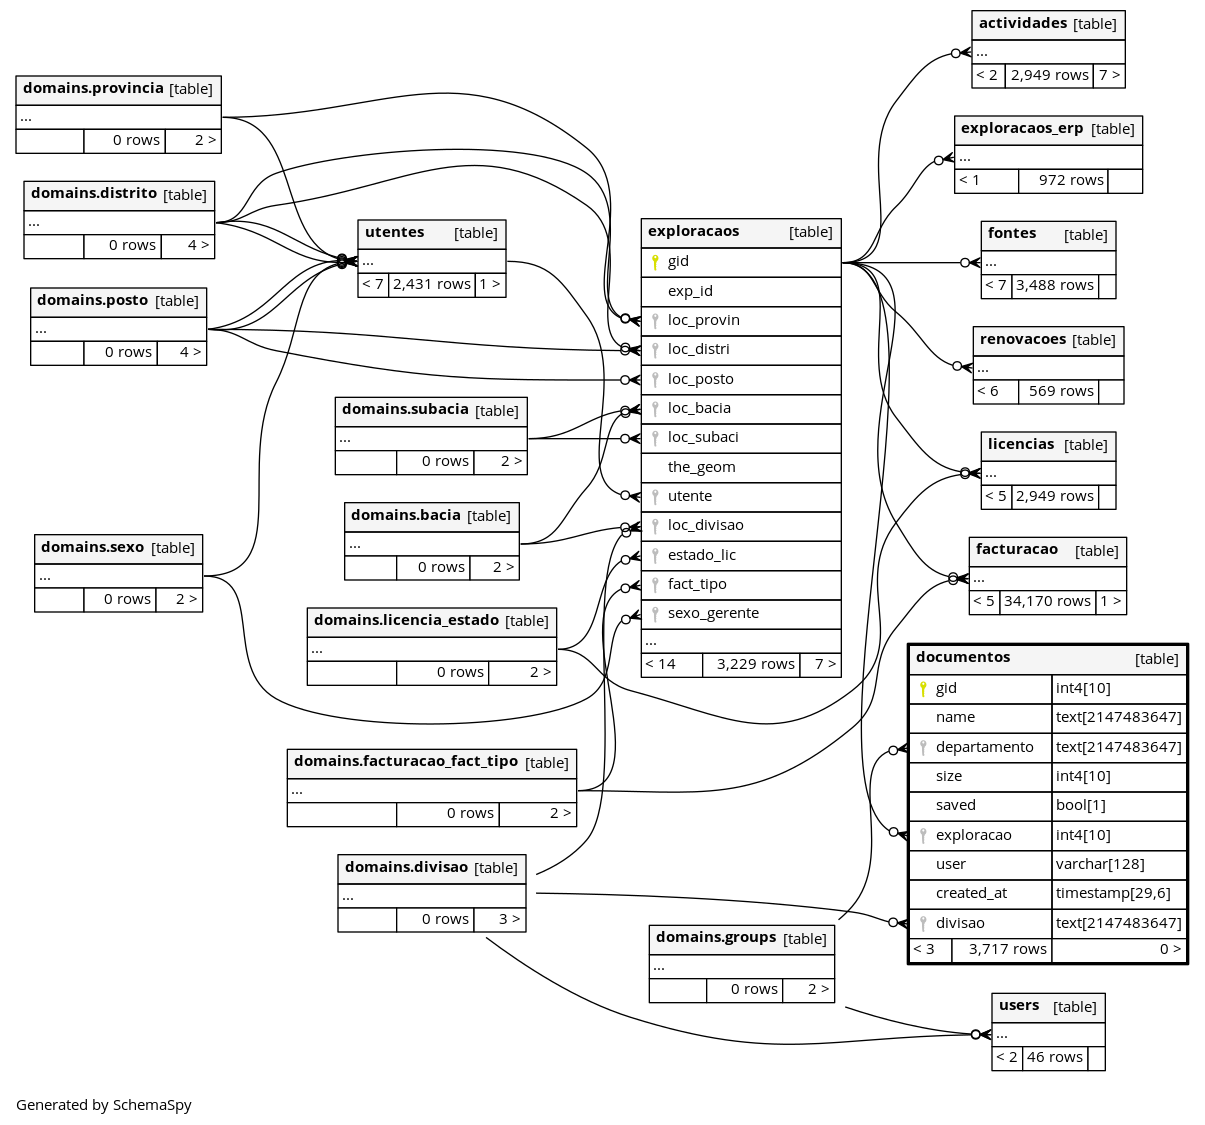 domains.provincia [table]
...
0 rows 2 >
domains.distrito [table]
...
0 rows 4 >
domains.posto [table]
...
0 rows 4 >
domains.sexo [table]
...
0 rows 2 >
utentes [table]
...
< 7 2,431 rows 1 >
domains.subacia [table]
...
0 rows 2 >
domains.bacia [table]
...
0 rows 2 >
domains.licencia_estado [table]
...
0 rows 2 >
domains.facturacao_fact_tipo [table]
...
0 rows 2 >
domains.divisao [table]
...
0 rows 3 >
exploracaos [table]
gid
exp_id
loc_provin
loc_distri
loc_posto
loc_bacia
loc_subaci
the_geom
utente
loc_divisao
estado_lic
fact_tipo
sexo_gerente
...
< 14 3,229 rows 7 >
domains.groups [table]
...
0 rows 2 >
actividades [table]
...
< 2 2,949 rows 7 >
exploracaos_erp [table]
...
< 1 972 rows
fontes [table]
...
< 7 3,488 rows
renovacoes [table]
...
< 6 569 rows
licencias [table]
...
< 5 2,949 rows
facturacao [table]
...
< 5 34,170 rows 1 >
documentos [table]
gid int4[10]
name text[2147483647]
departamento text[2147483647]
size int4[10]
saved bool[1]
exploracao int4[10]
user varchar[128]
created_at timestamp[29,6]
divisao text[2147483647]
< 3 3,717 rows 0 >
users [table]
...
< 2 46 rows
Generated by SchemaSpy